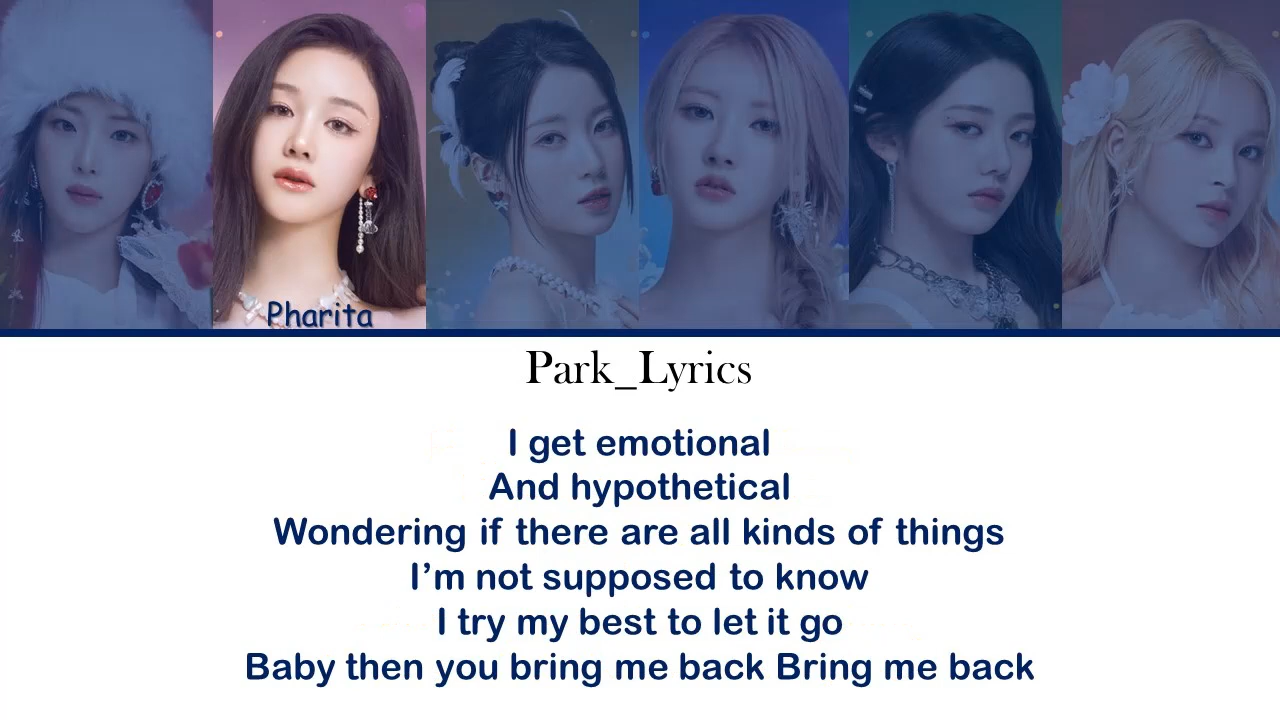 Pharita
Park_Lyrics
I get emotional
And hypothetical
Wondering if there are all kinds of things
I’m not supposed to know
I try my best to let it go
Baby then you bring me back Bring me back